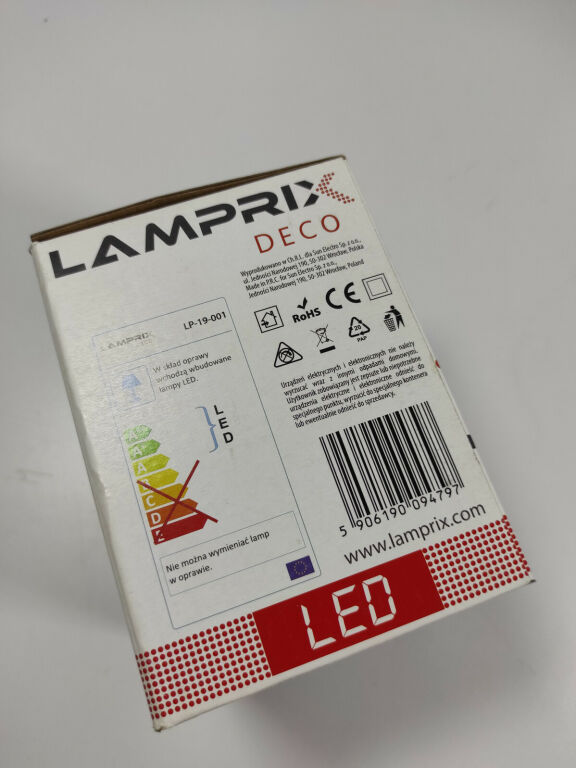 LAMPRIX
DECO
Wyprodukowano w Ch.R.L. dla Sun Electro Sp. z o.o.,
ul. Jedności Narodowej 190, 50-302 Wrocław, Polska
Made in P.R.C. for Sun Electro Sp. z o.o.,
Jedności Narodowej 190, 50-302 Wrocław, Poland
RoHS
CE
20
PAP
Urządzeń elektrycznych i elektronicznych nie należy
wyrzucać wraz z innymi odpadami domowymi.
Użytkownik zobowiązany jest zepsute lub niepotrzebne
urządzenia elektryczne i elektroniczne odnieść do
specjalnego punktu, wyrzucić do specjalnego kontenera
lub ewentualnie odnieść do sprzedawcy.
5 906190 094797
www.lamprix.com
LAMPRIX
LP-19-001
W skład oprawy
wchodzą wbudowane
lampy LED.
A
A
B
C
D
E
LED
Nie można wymieniać lamp
w oprawie.
LED